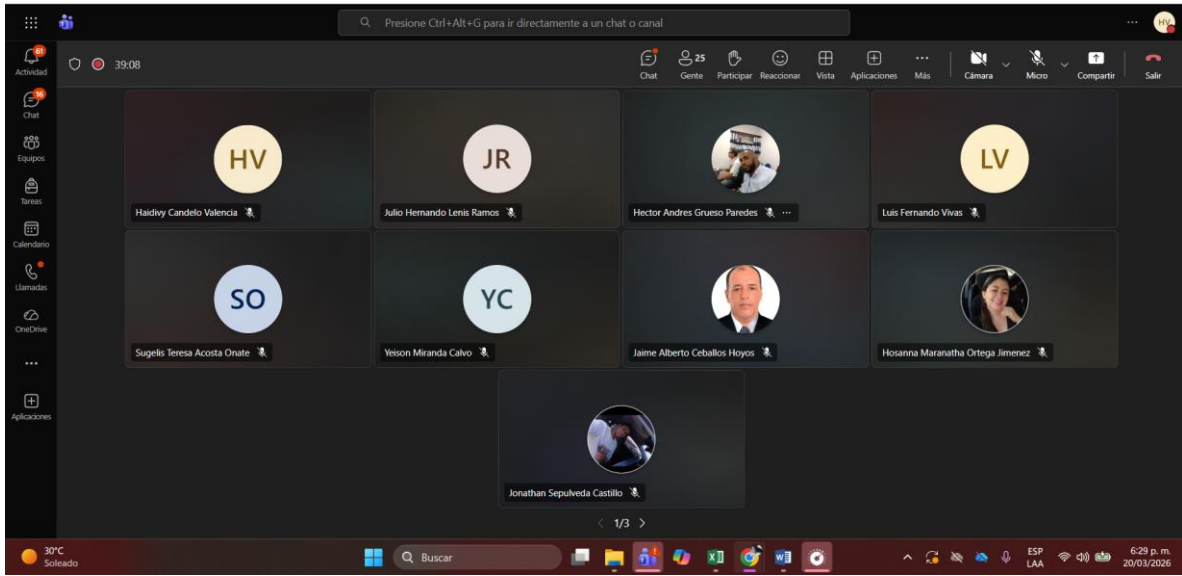 Presione Ctrl+Alt+G para ir directamente a un chat o canal
HV
61
Actividad
39:08
Chat
25
Gente
Participar
Reaccionar
Vista
Aplicaciones
Más
Cámara
Micro
Compartir
Salir
16
Chat
Equipos
Tareas
Calendario
Llamadas
OneDrive
Aplicaciones
HV
Haidivy Candelo Valencia
JR
Julio Hernando Lenis Ramos
Hector Andres Grueso Paredes
LV
Luis Fernando Vivas
SO
Sugelis Teresa Acosta Onate
YC
Yeison Miranda Calvo
Jaime Alberto Ceballos Hoyos
Hosanna Maranatha Ortega Jimenez
Jonathan Sepulveda Castillo
1/3
30°C
Soleado
Buscar
ESP
LAA
6:29 p. m.
20/03/2026